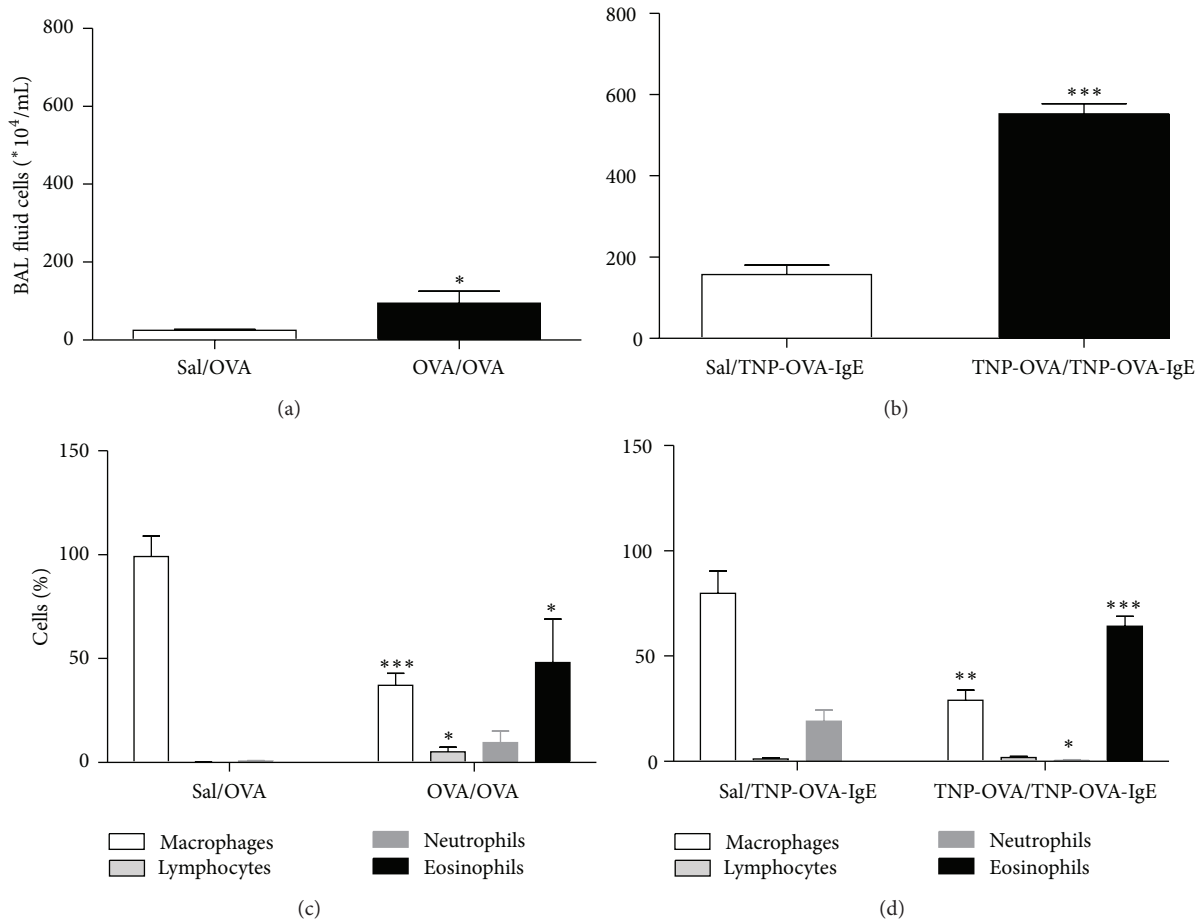 800
600
400
200
0
BAL fluid cells (*10⁴/mL)
*
Sal/OVA
OVA/OVA
(a)
800
600
400
200
0
***
Sal/TNP-OVA-IgE
TNP-OVA/TNP-OVA-IgE
(b)
150
100
50
0
Cells (%)
***
*
*
Sal/OVA
OVA/OVA
Macrophages
Lymphocytes
Neutrophils
Eosinophils
(c)
150
100
50
0
**
*
***
Sal/TNP-OVA-IgE
TNP-OVA/TNP-OVA-IgE
Macrophages
Lymphocytes
Neutrophils
Eosinophils
(d)